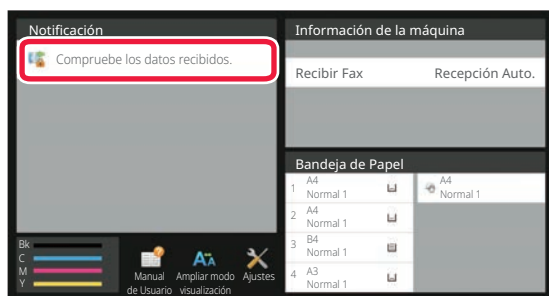 Notificación
Compruebe los datos recibidos.
Información de la máquina
Recibir Fax Recepción Auto.
Bandeja de Papel
1 A4
Normal 1
A4
Normal 1
2 A4
Normal 1
3 B4
Normal 1
4 A3
Normal 1
Bk
C
M
Y
Manual
de Usuario
Ampliar modo
visualización
Ajustes